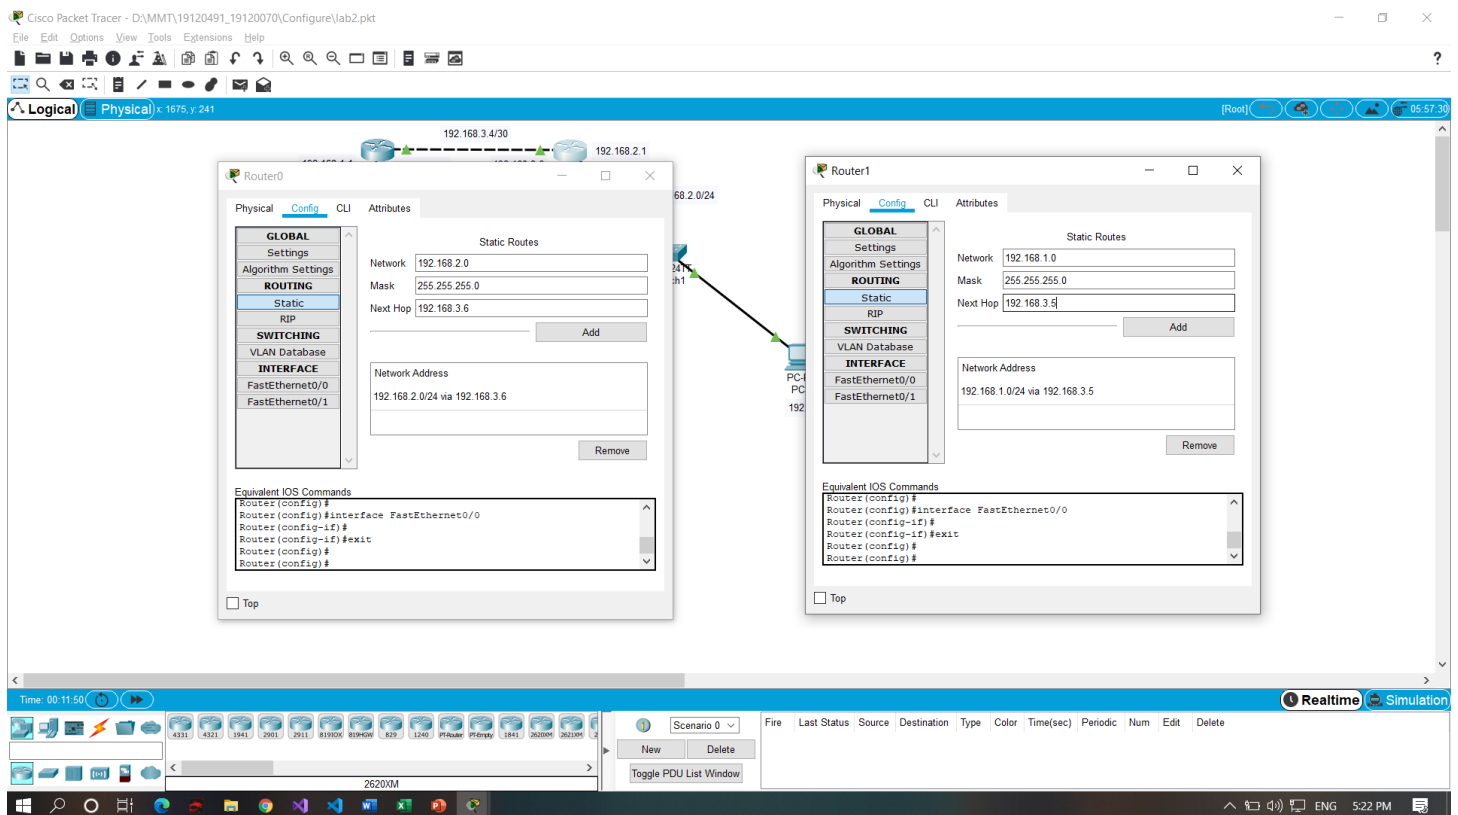 Cisco Packet Tracer - D:\MMT\19120491_19120070\Configure\lab2.pkt
File Edit Options View Tools Extensions Help
?
Logical Physical x: 1675, y: 241 [Root] 05:57:30
192.168.3.4/30
192.168.2.1
68.2.0/24
Router0
Physical Config CLI Attributes
GLOBAL
Settings
Algorithm Settings
ROUTING
Static
RIP
SWITCHING
VLAN Database
INTERFACE
FastEthernet0/0
FastEthernet0/1
Static Routes
Network 192.168.2.0
Mask 255.255.255.0
Next Hop 192.168.3.6
Add
Network Address
192.168.2.0/24 via 192.168.3.6
Remove
Equivalent IOS Commands
Router(config)#
Router(config)#interface FastEthernet0/0
Router(config-if)#
Router(config-if)#exit
Router(config)#
Router(config)#
Top
PC
192
Router1
Physical Config CLI Attributes
GLOBAL
Settings
Algorithm Settings
ROUTING
Static
RIP
SWITCHING
VLAN Database
INTERFACE
FastEthernet0/0
FastEthernet0/1
Static Routes
Network 192.168.1.0
Mask 255.255.255.0
Next Hop 192.168.3.5
Add
Network Address
192.168.1.0/24 via 192.168.3.5
Remove
Equivalent IOS Commands
Router(config)#
Router(config)#interface FastEthernet0/0
Router(config-if)#
Router(config-if)#exit
Router(config)#
Router(config)#
Top
Time: 00:11:50 Realtime Simulation
4331 4321 1941 2901 2911 819IOX 819HGW 829 1240 PT-Router PT-Empty 1841 2620XM 2621XM 2
2620XM
Scenario 0
New Delete
Toggle PDU List Window
Fire Last Status Source Destination Type Color Time(sec) Periodic Num Edit Delete
ENG 5:22 PM